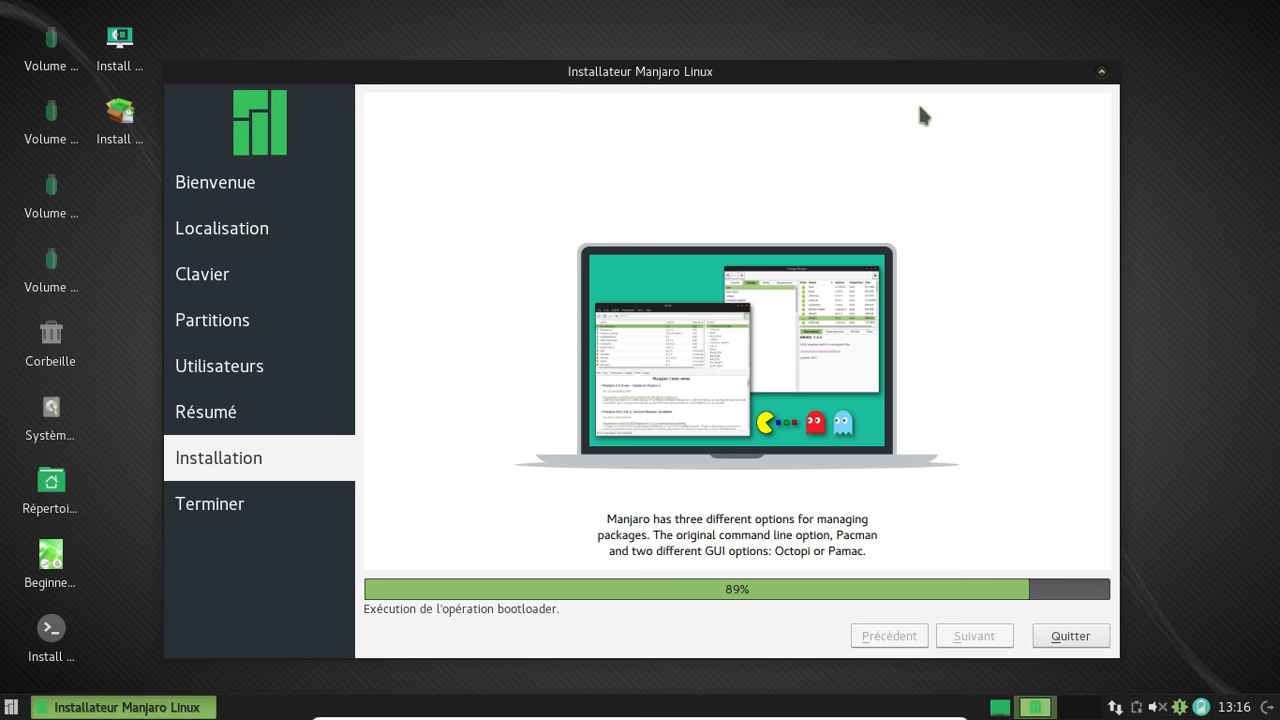 Volume ...
Install ...
Volume ...
Install ...
Volume ...
Volume ...
Corbeille
Systèm...
Répertoi...
Beginne...
Install ...
Installateur Manjaro Linux
Bienvenue
Localisation
Clavier
Partitions
Utilisateurs
Résumé
Installation
Terminer
Manjaro has three different options for managing
packages. The original command line option, Pacman
and two different GUI options: Octopi or Pamac.
89%
Exécution de l'opération bootloader.
Précédent
Suivant
Quitter
Installateur Manjaro Linux
13:16